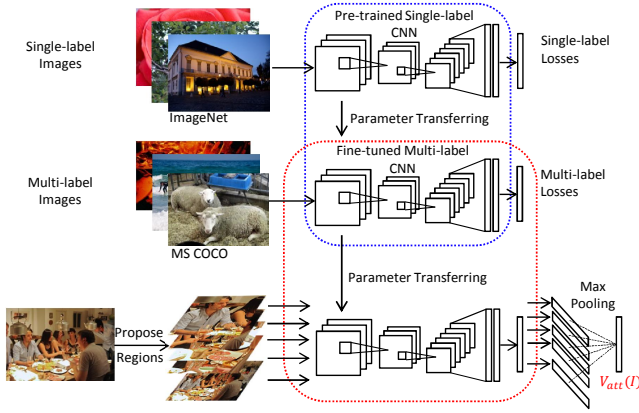 Pre-trained Single-label
CNN
Single-label
Images
Single-label
Losses
ImageNet
Parameter Transferring
Fine-tuned Multi-label
CNN
Multi-label
Images
Multi-label
Losses
MS COCO
Parameter Transferring
Max
Pooling
Propose
Regions
V_att(I)